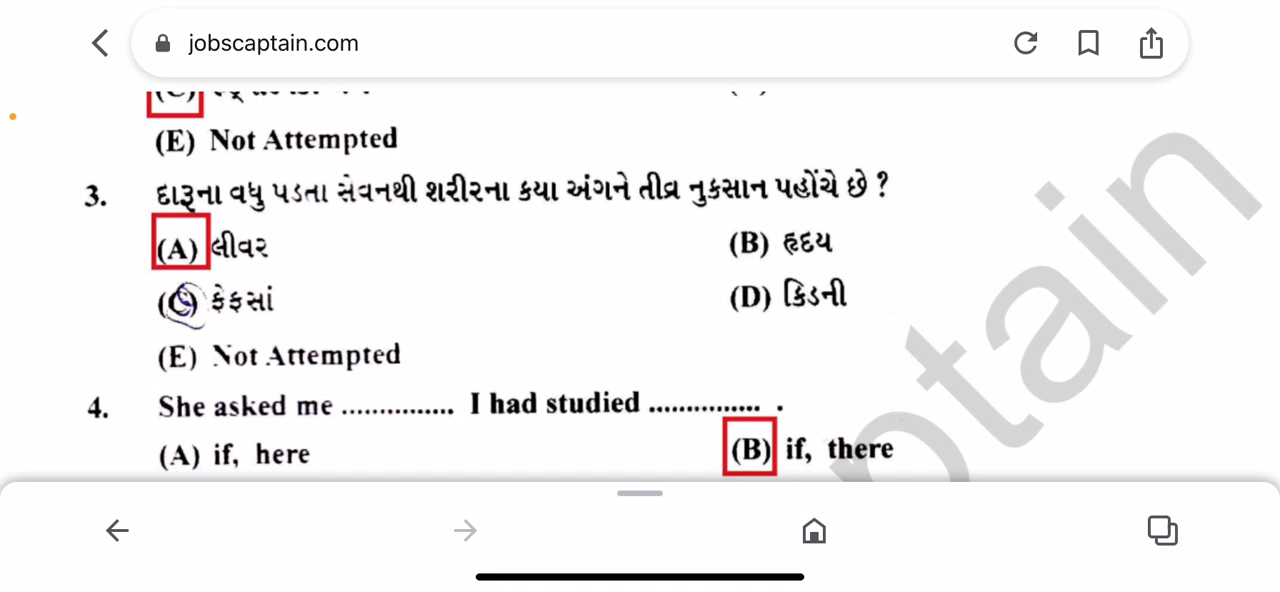 jobscaptain.com
(E) Not Attempted
3. દારૂના વધુ પડતા સેવનથી શરીરના કયા અંગને તીવ્ર નુકસાન પહોંચે છે ?
(A) લીવર (B) હૃદય
(C) ફેફસાં (D) કિડની
(E) Not Attempted
4. She asked me ............... I had studied ............... .
(A) if, here (B) if, there